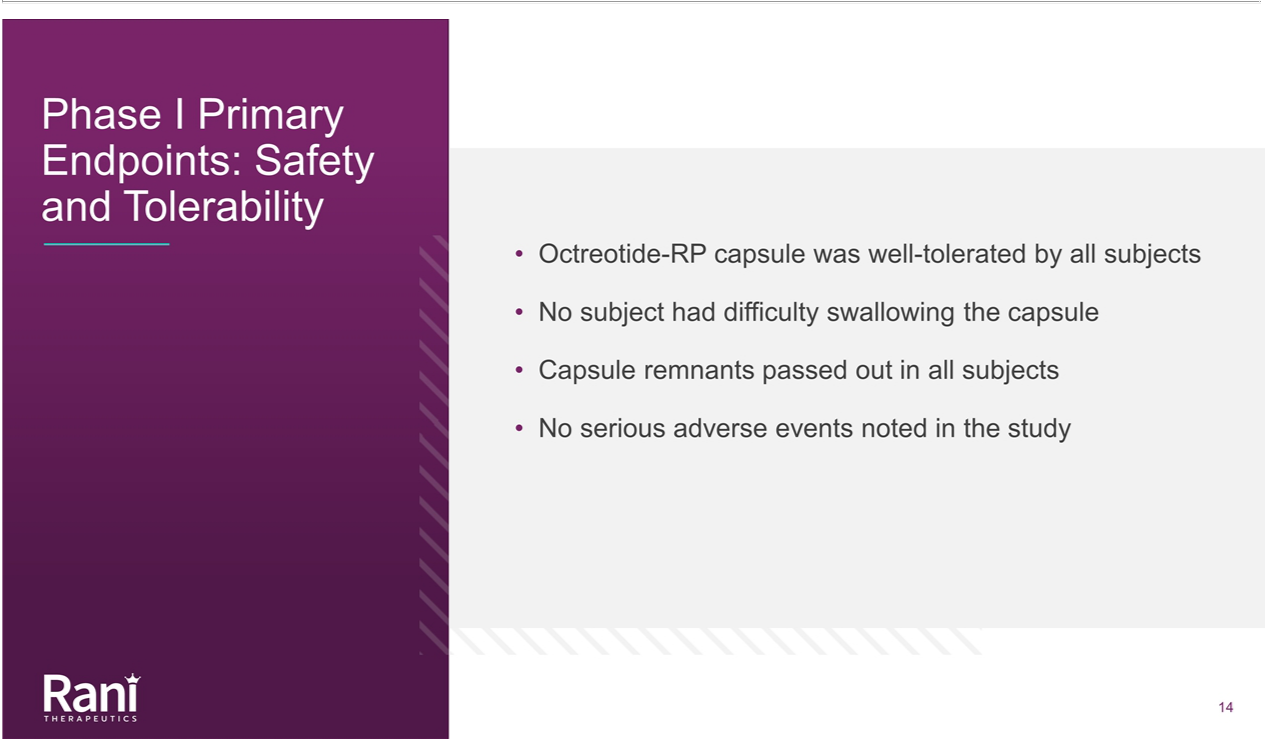 Phase I Primary
Endpoints: Safety
and Tolerability
• Octreotide-RP capsule was well-tolerated by all subjects
• No subject had difficulty swallowing the capsule
• Capsule remnants passed out in all subjects
• No serious adverse events noted in the study
Rani
THERAPEUTICS
14